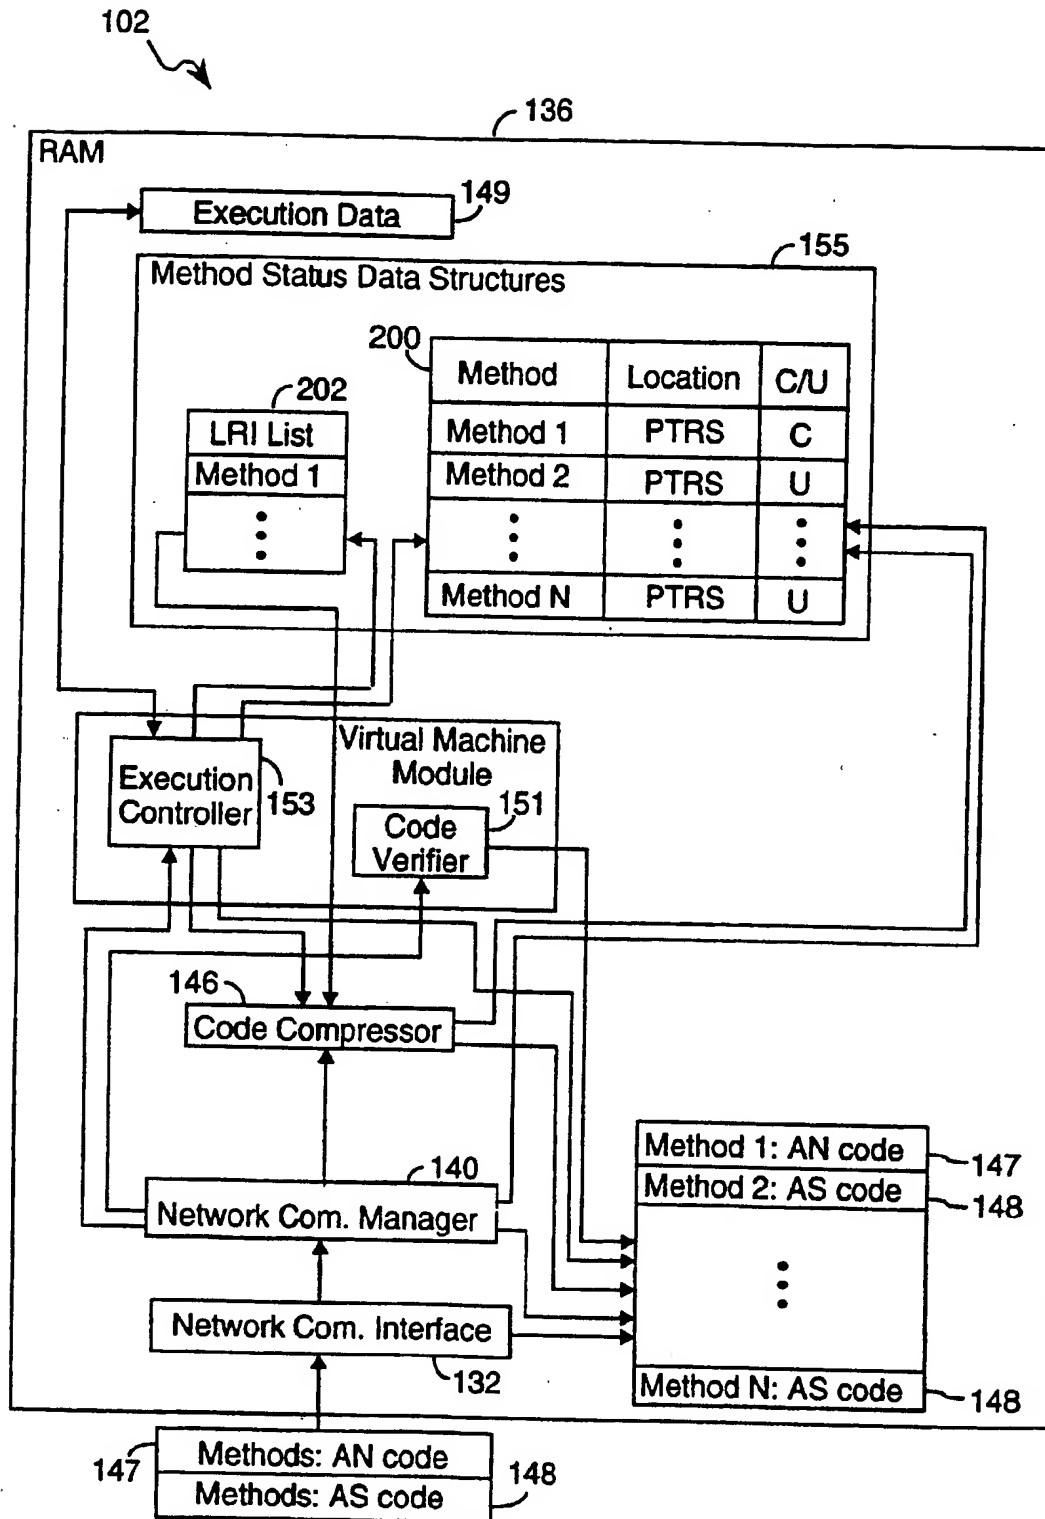 102
136
RAM
Execution Data
149
155
Method Status Data Structures
200
Method Location C/U
Method 1 PTRS C
Method 2 PTRS U
Method N PTRS U
202
LRI List
Method 1
Virtual Machine
Module
Execution
Controller
153
151
Code
Verifier
146
Code Compressor
140
Network Com. Manager
Network Com. Interface
132
Method 1: AN code
147
Method 2: AS code
148
Method N: AS code
148
147
Methods: AN code
Methods: AS code
148